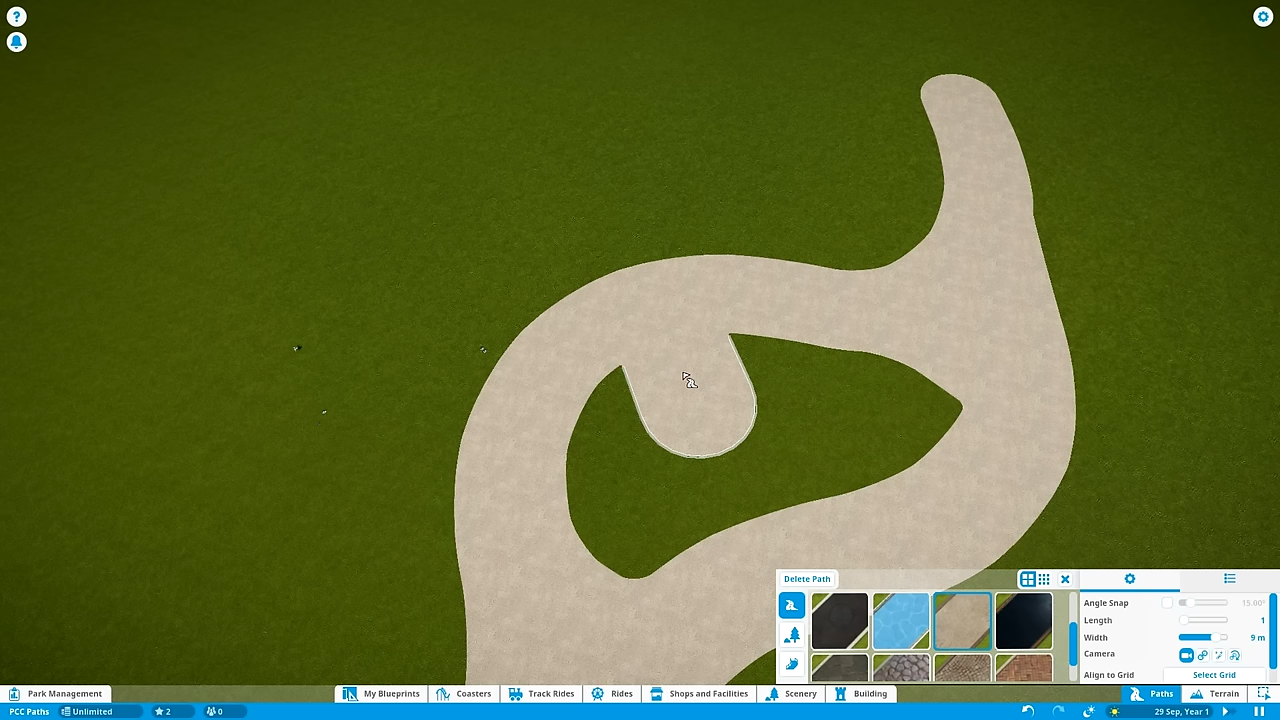 ?
Delete Path
Angle Snap 15.00°
Length 1
Width 9 m
Camera
Align to Grid Select Grid
Park Management My Blueprints Coasters Track Rides Rides Shops and Facilities Scenery Building Paths Terrain
PCC Paths Unlimited 2 0 29 Sep, Year 1